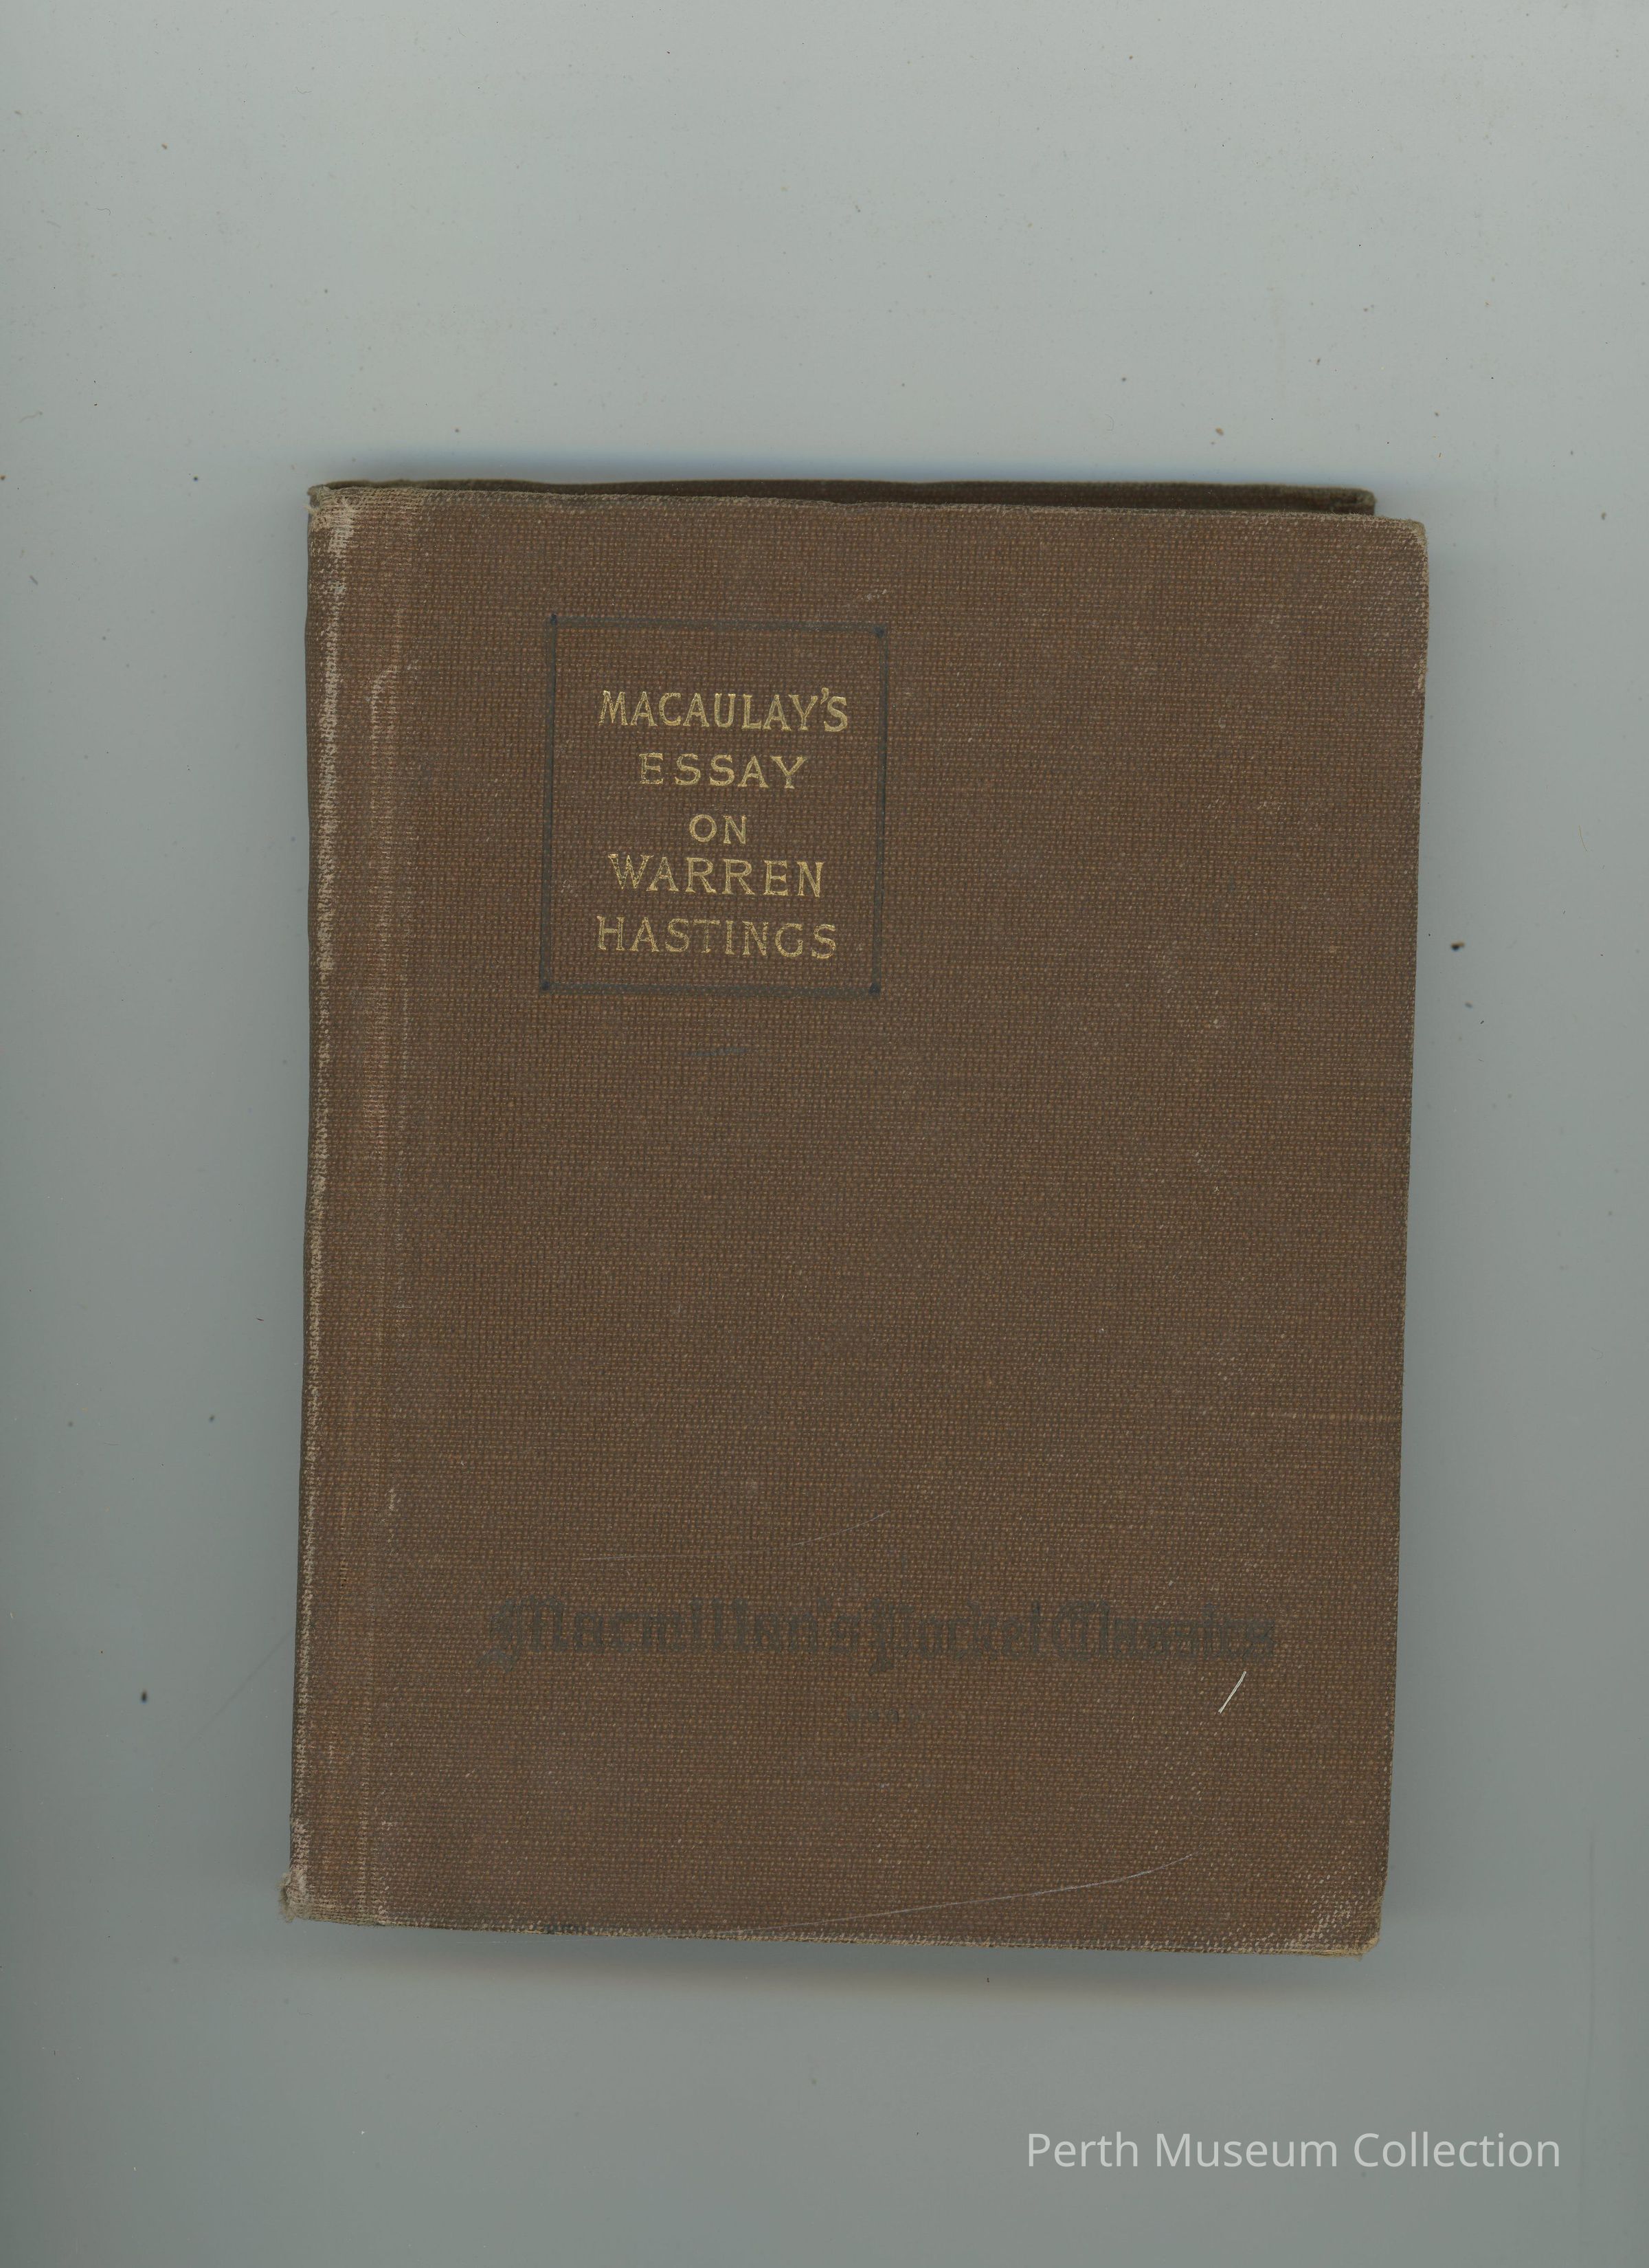 MACAULAY'S
ESSAY
ON
WARREN
HASTINGS
Macmillan's Pocket Classics
Perth Museum Collection